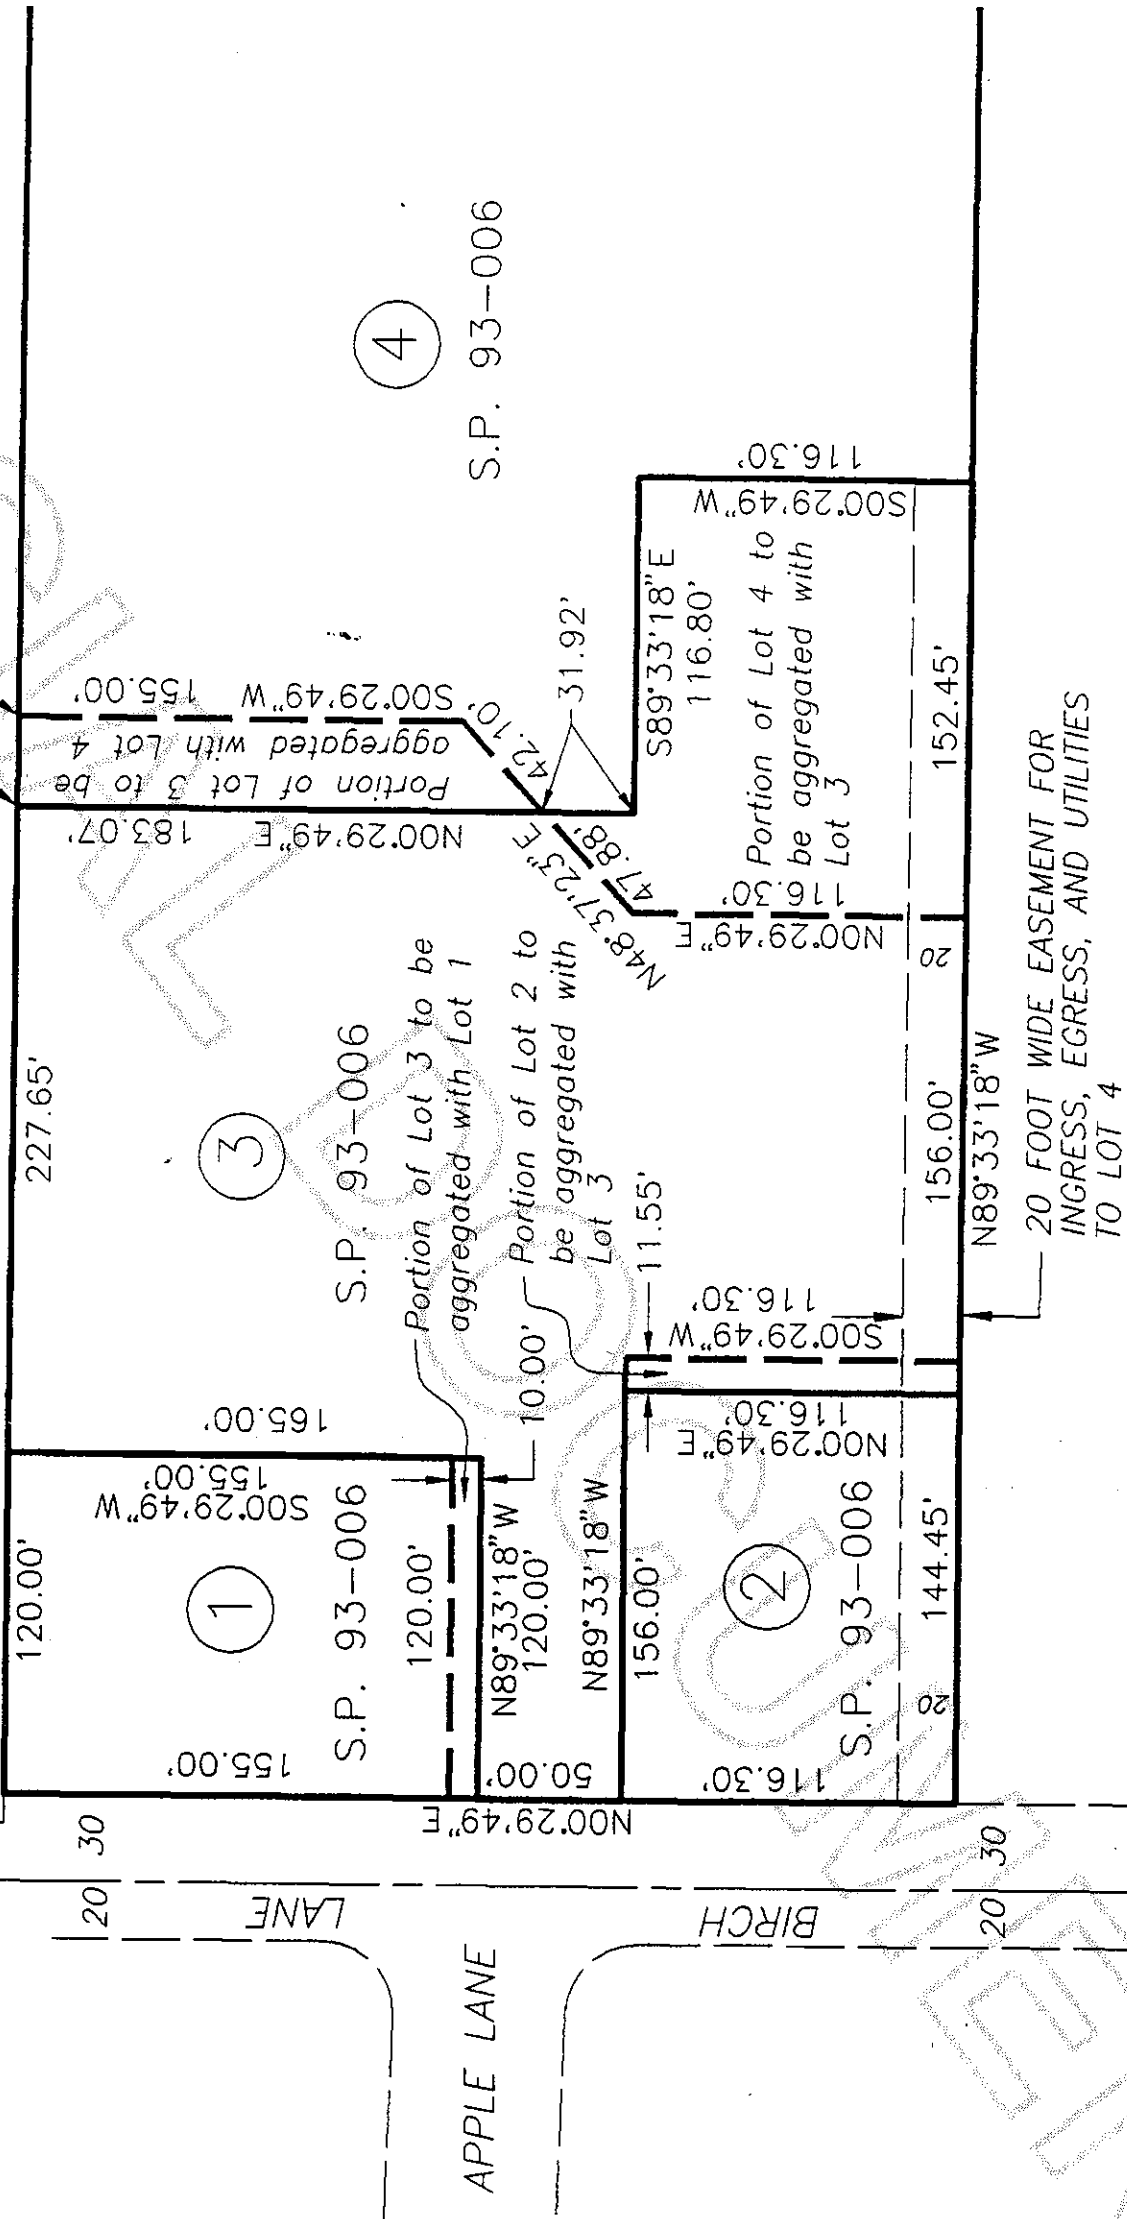 120.00'
227.65'
1
S.P. 93-006
155.00'
S00°29'49"W
155.00'
165.00'
120.00'
N89°33'18"W
120.00'
50.00'
N00°29'49"E
10.00'
3
S.P. 93-006
Portion of Lot 3 to be
aggregated with Lot 1
Portion of Lot 2 to
be aggregated with
Lot 3
11.55'
N89°33'18"W
156.00'
2
S.P. 93-006
116.30'
N00°29'49"E
116.30'
S00°29'49"W
116.30'
144.45'
20
183.07'
N00°29'49"E
Portion of Lot 3 to be
aggregated with Lot 4
S00°29'49"W 155.00'
42.10'
N48°37'23"E
47.88'
31.92'
N00°29'49"E
116.30'
S89°33'18"E
116.80'
Portion of Lot 4 to
be aggregated with
Lot 3
S00°29'49"W
116.30'
4
S.P. 93-006
20
156.00'
N89°33'18"W
152.45'
20 FOOT WIDE EASEMENT FOR
INGRESS, EGRESS, AND UTILITIES
TO LOT 4
20 30
BIRCH LANE
20 30
APPLE LANE